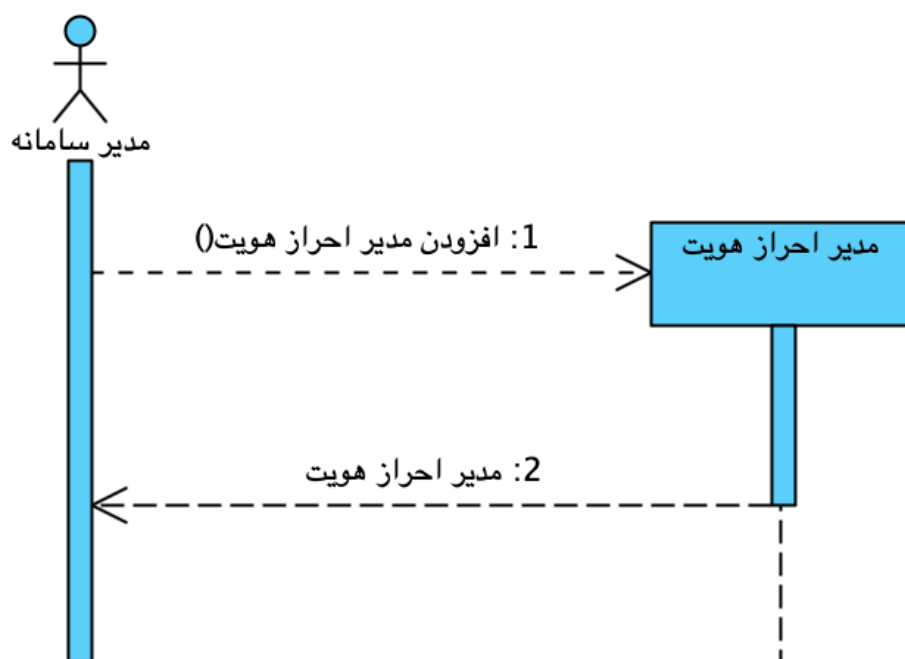 مدیر سامانه
1: افزودن مدیر احراز هویت()
مدیر احراز هویت
2: مدیر احراز هویت